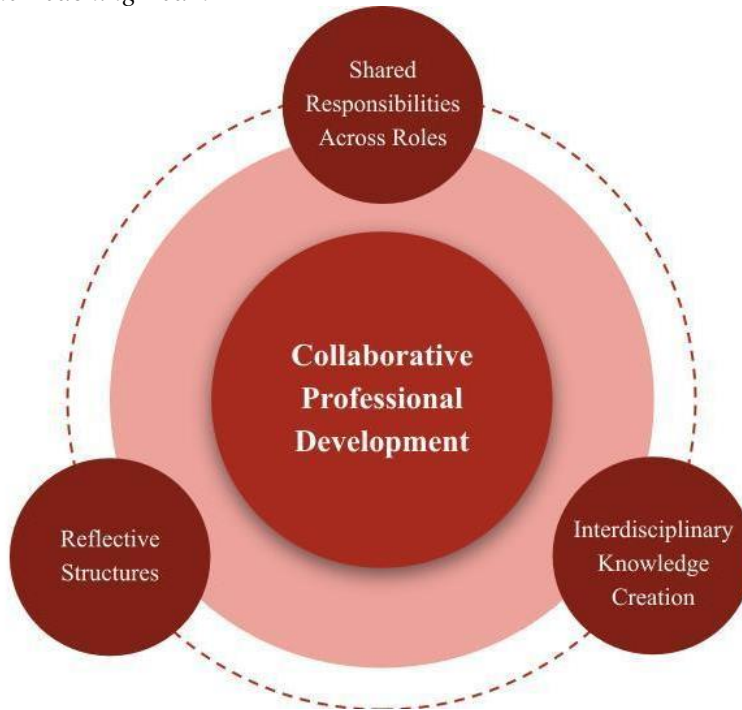 Shared
Responsibilities
Across Roles
Collaborative
Professional
Development
Reflective
Structures
Interdisciplinary
Knowledge
Creation